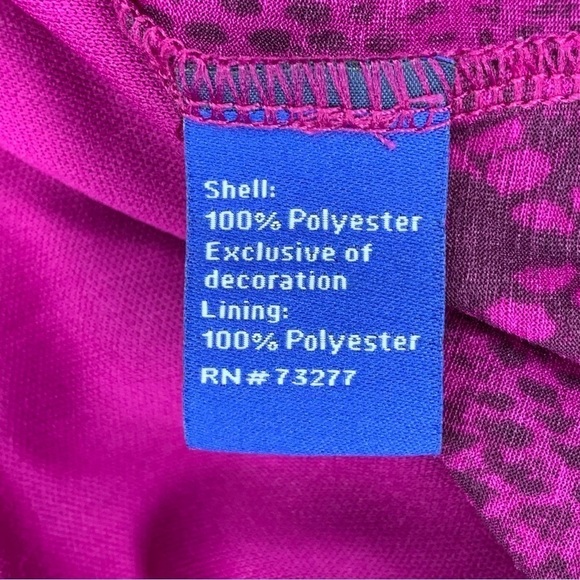 Shell:
100% Polyester
Exclusive of
decoration
Lining:
100% Polyester
RN # 73277